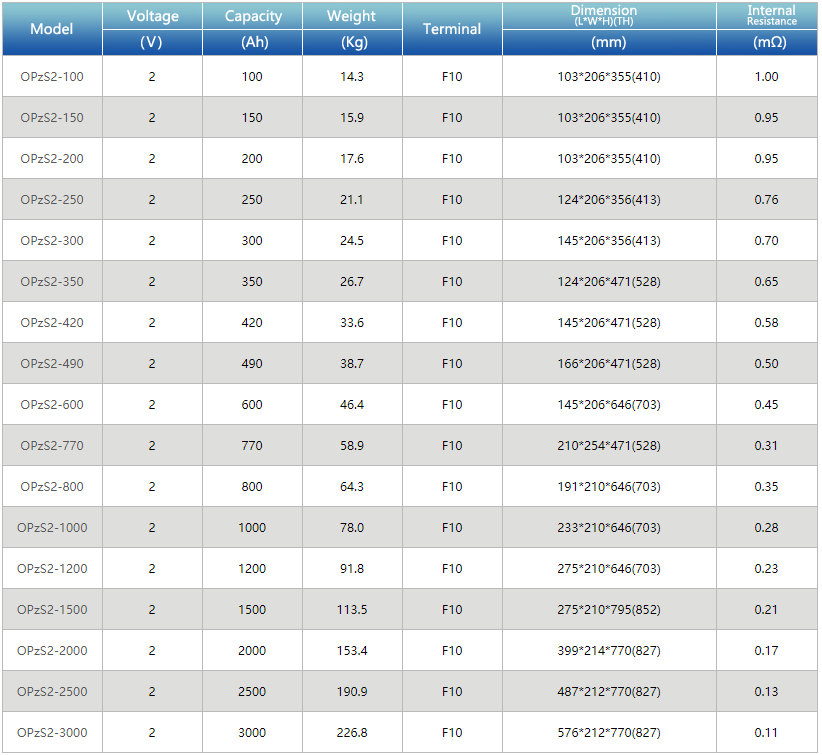 Model Voltage Capacity Weight Terminal Dimension Internal
(L*W*H)(TH) Resistance
(V) (Ah) (Kg) (mm) (mΩ)
OPzS2-100 2 100 14.3 F10 103*206*355(410) 1.00
OPzS2-150 2 150 15.9 F10 103*206*355(410) 0.95
OPzS2-200 2 200 17.6 F10 103*206*355(410) 0.95
OPzS2-250 2 250 21.1 F10 124*206*356(413) 0.76
OPzS2-300 2 300 24.5 F10 145*206*356(413) 0.70
OPzS2-350 2 350 26.7 F10 124*206*471(528) 0.65
OPzS2-420 2 420 33.6 F10 145*206*471(528) 0.58
OPzS2-490 2 490 38.7 F10 166*206*471(528) 0.50
OPzS2-600 2 600 46.4 F10 145*206*646(703) 0.45
OPzS2-770 2 770 58.9 F10 210*254*471(528) 0.31
OPzS2-800 2 800 64.3 F10 191*210*646(703) 0.35
OPzS2-1000 2 1000 78.0 F10 233*210*646(703) 0.28
OPzS2-1200 2 1200 91.8 F10 275*210*646(703) 0.23
OPzS2-1500 2 1500 113.5 F10 275*210*795(852) 0.21
OPzS2-2000 2 2000 153.4 F10 399*214*770(827) 0.17
OPzS2-2500 2 2500 190.9 F10 487*212*770(827) 0.13
OPzS2-3000 2 3000 226.8 F10 576*212*770(827) 0.11